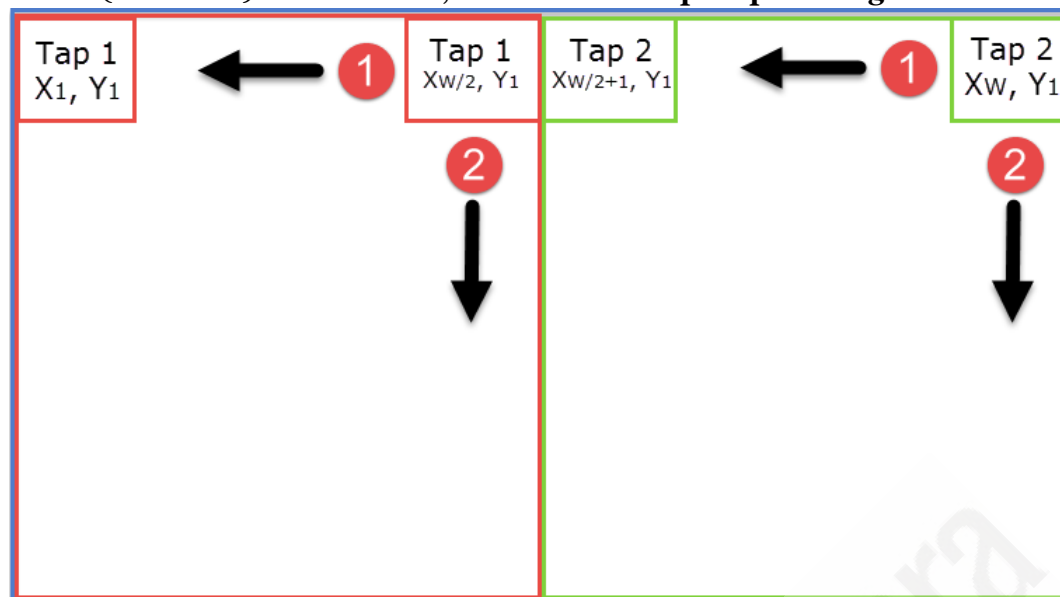 Tap 1
X1, Y1
1
Tap 1
XW/2, Y1
Tap 2
XW/2+1, Y1
1
Tap 2
XW, Y1
2
2